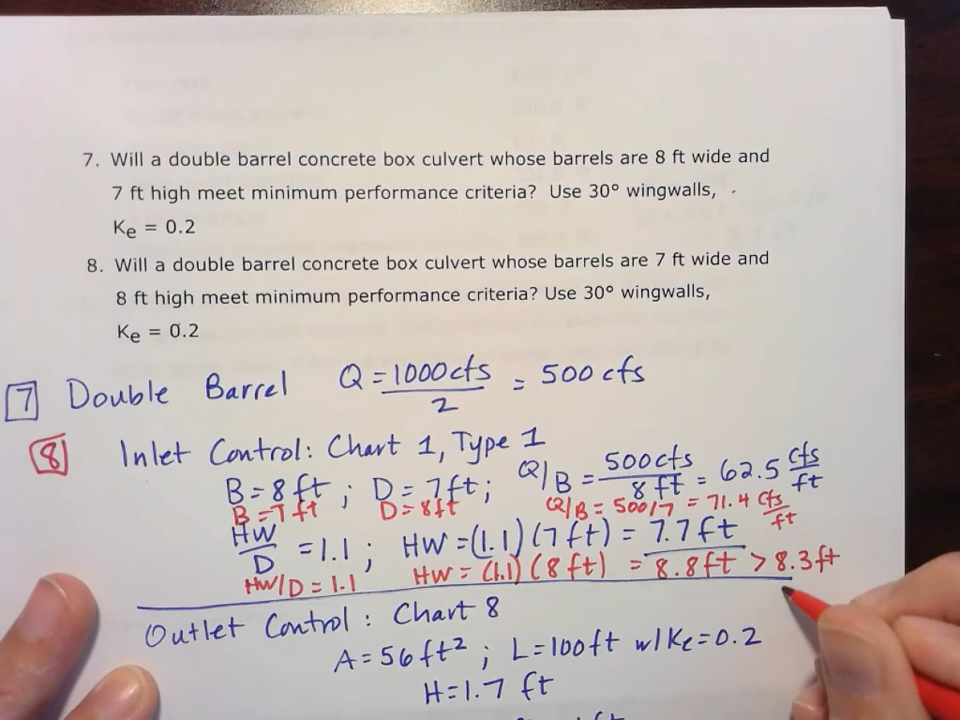 7. Will a double barrel concrete box culvert whose barrels are 8 ft wide and
7 ft high meet minimum performance criteria? Use 30° wingwalls,
Ke = 0.2
8. Will a double barrel concrete box culvert whose barrels are 7 ft wide and
8 ft high meet minimum performance criteria? Use 30° wingwalls,
Ke = 0.2
7 Double Barrel Q = 1000cfs / 2 = 500 cfs
8 Inlet Control: Chart 1, Type 1
B = 8 ft ; D = 7 ft ; Q/B = 500cfs / 8 ft = 62.5 cfs/ft
B = 7 ft D = 8ft Q/B = 500/7 = 71.4 cfs/ft
HW/D = 1.1 ; HW = (1.1) (7 ft) = 7.7 ft
HW/D = 1.1 HW = (1.1) (8 ft) = 8.8ft > 8.3ft
Outlet Control : Chart 8
A = 56 ft² ; L = 100 ft w/ Ke = 0.2
H = 1.7 ft